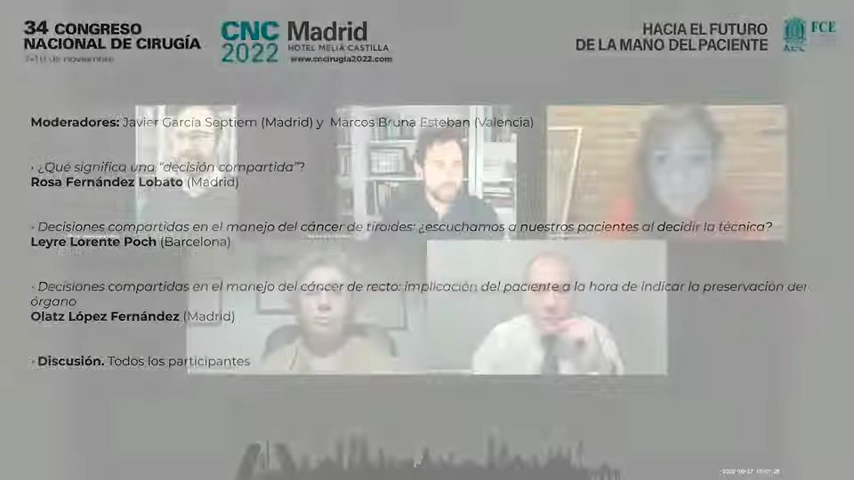 34 CONGRESO
NACIONAL DE CIRUGÍA
de noviembre
CNC
2022
Madrid
HOTEL MELIÁ CASTILLA
www.cncirugia2022.com
HACIA EL FUTURO
DE LA MANO DEL PACIENTE
AEC
FCE
Moderadores: Javier García Septiem (Madrid) y Marcos Bruna Esteban (Valencia)
· ¿Qué significa una “decisión compartida”?
Rosa Fernández Lobato (Madrid)
· Decisiones compartidas en el manejo del cáncer de tiroides: ¿escuchamos a nuestros pacientes al decidir la técnica?
Leyre Lorente Poch (Barcelona)
· Decisiones compartidas en el manejo del cáncer de recto: implicación del paciente a la hora de indicar la preservación del
órgano
Olatz López Fernández (Madrid)
· Discusión. Todos los participantes